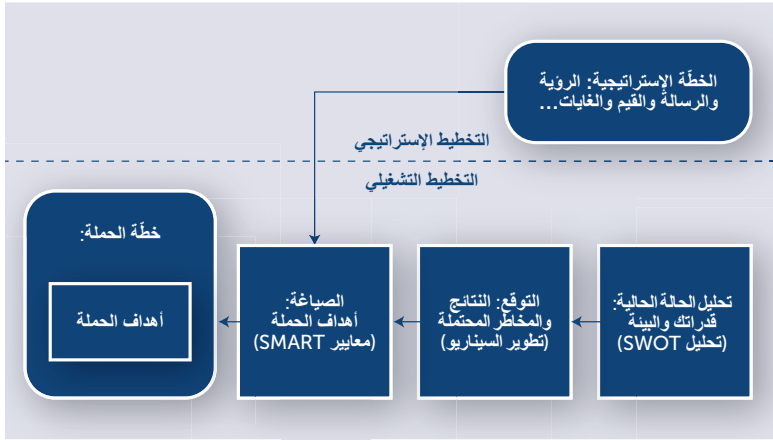 الخطّة الإستراتيجية: الرؤية
والرسالة والقيم والغايات...
التخطيط الإستراتيجي
التخطيط التشغيلي
تحليل الحالة الحالية:
قدراتك والبيئة
(تحليل SWOT)
التوقع: النتائج
والمخاطر المحتملة
(تطوير السيناريو)
الصياغة:
أهداف الحملة
(معايير SMART)
خطّة الحملة:
أهداف الحملة